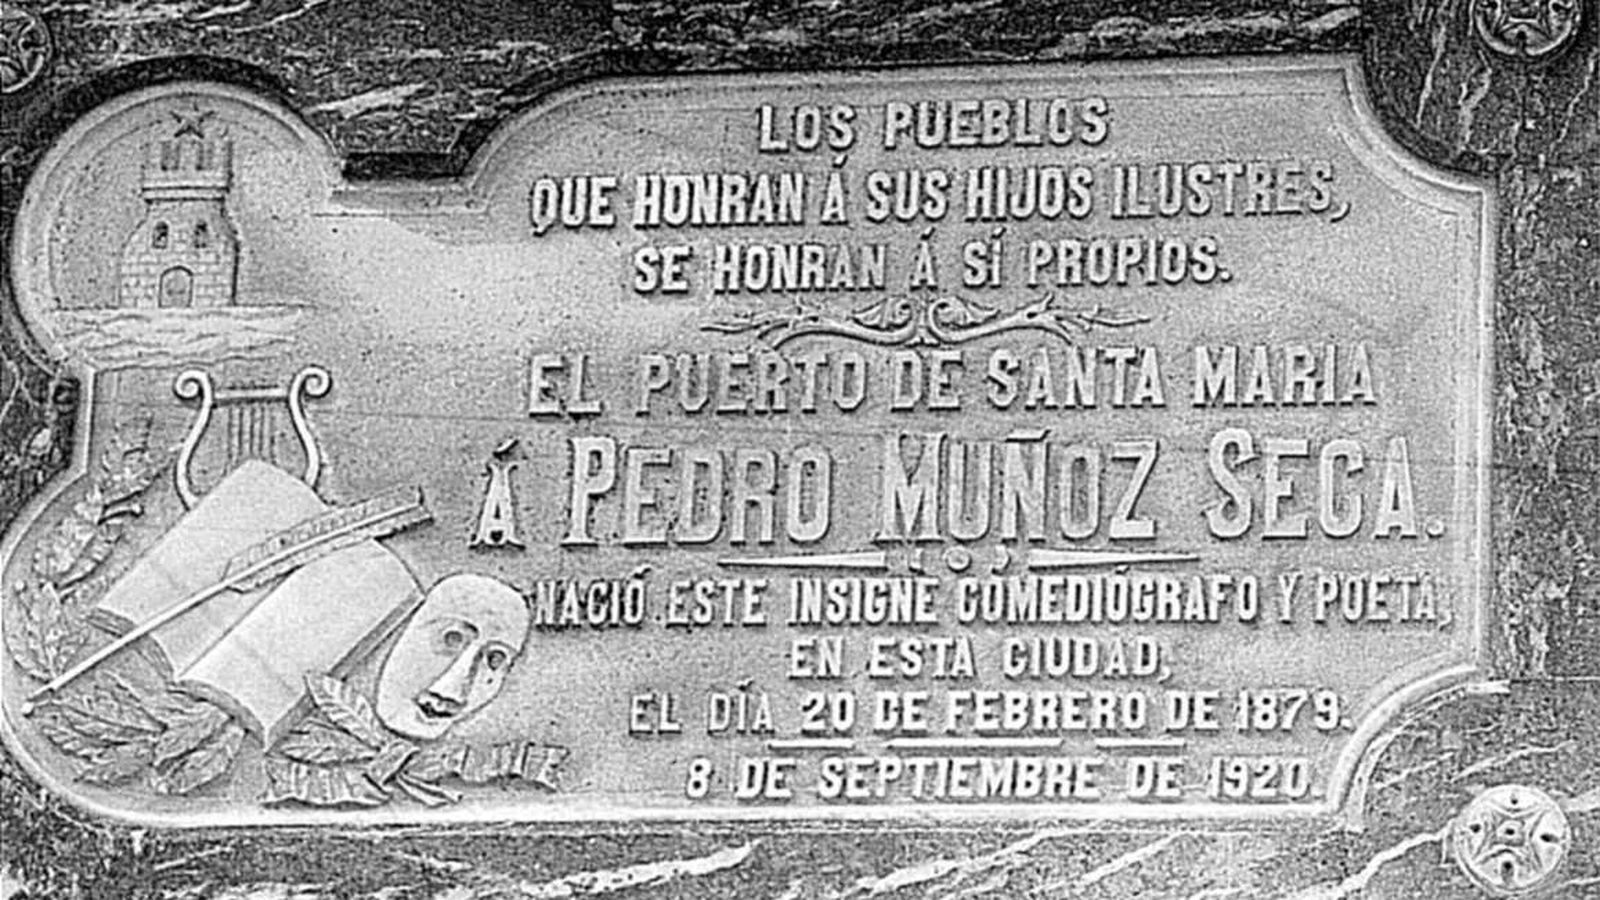 LOS PUEBLOS
QUE HONRAN Á SUS HIJOS ILUSTRES,
SE HONRAN Á SÍ PROPIOS.
EL PUERTO DE SANTA MARIA
Á PEDRO MUÑOZ SECA.
NACIÓ ESTE INSIGNE COMEDIÓGRAFO Y POETA,
EN ESTA CIUDAD,
EL DÍA 20 DE FEBRERO DE 1879.
8 DE SEPTIEMBRE DE 1920.